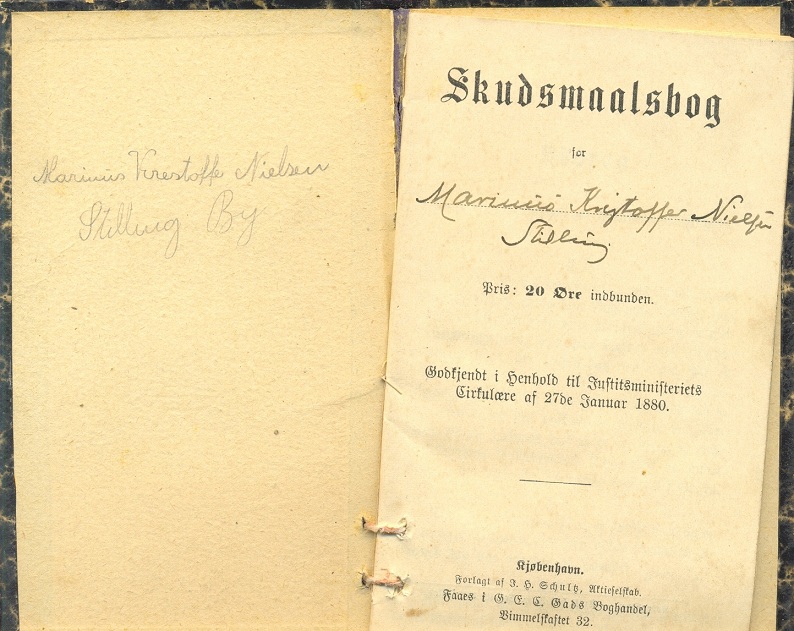 Marinus Krestoffe Nielsen
Stilling By
Skudsmaalsbog
for
Marinus Kristoffer Nielsen
Stilling
Pris: 20 Øre indbunden.
Godkjendt i Henhold til Justitsministeriets
Cirkulære af 27de Januar 1880.
Kjøbenhavn.
Forlagt af J. H. Schultz, Aktieselskab.
Faaes i G. E. C. Gads Boghandel,
Vimmelskaftet 32.